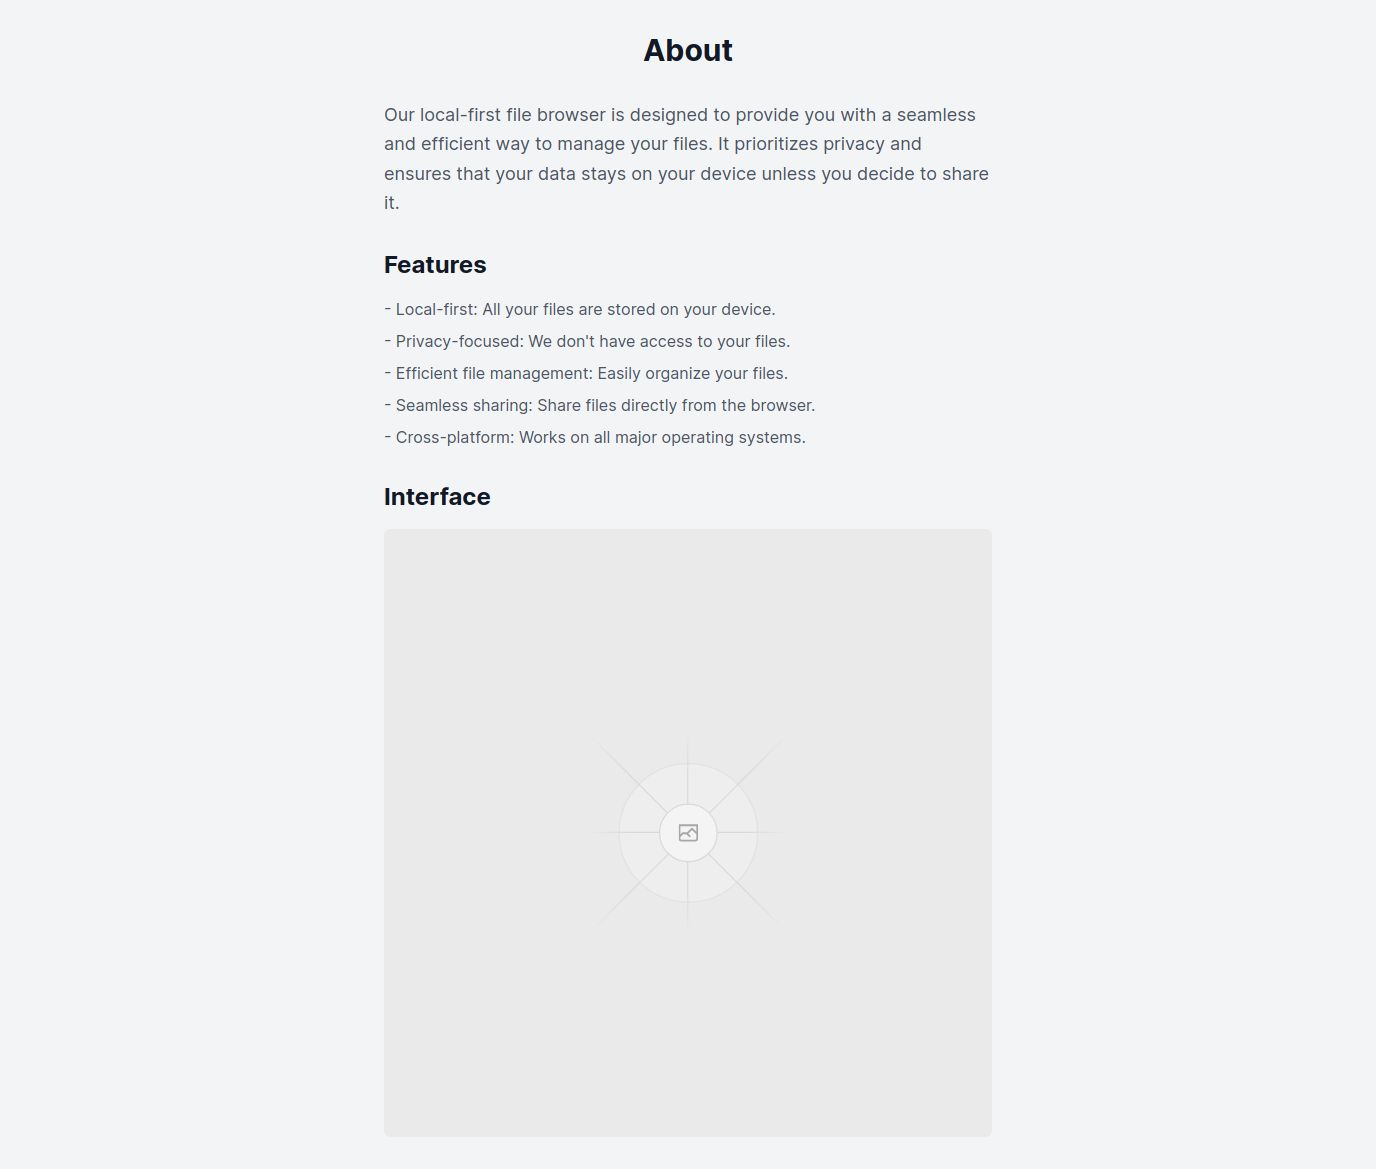 About
Our local-first file browser is designed to provide you with a seamless
and efficient way to manage your files. It prioritizes privacy and
ensures that your data stays on your device unless you decide to share
it.
Features
- Local-first: All your files are stored on your device.
- Privacy-focused: We don't have access to your files.
- Efficient file management: Easily organize your files.
- Seamless sharing: Share files directly from the browser.
- Cross-platform: Works on all major operating systems.
Interface